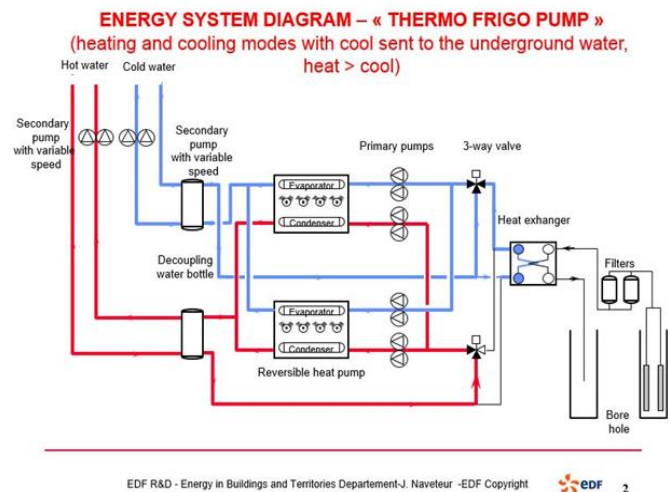 ENERGY SYSTEM DIAGRAM – « THERMO FRIGO PUMP »
(heating and cooling modes with cool sent to the underground water,
heat > cool)
Hot water
Cold water
Secondary
pump
with variable
speed
Secondary
pump
with variable
speed
Primary pumps
3-way valve
Evaporator
Condenser
Heat exhanger
Filters
Decoupling
water bottle
Evaporator
Condenser
Reversible heat pump
Bore
hole
EDF R&D - Energy in Buildings and Territories Departement-J. Naveteur -EDF Copyright
edf
2